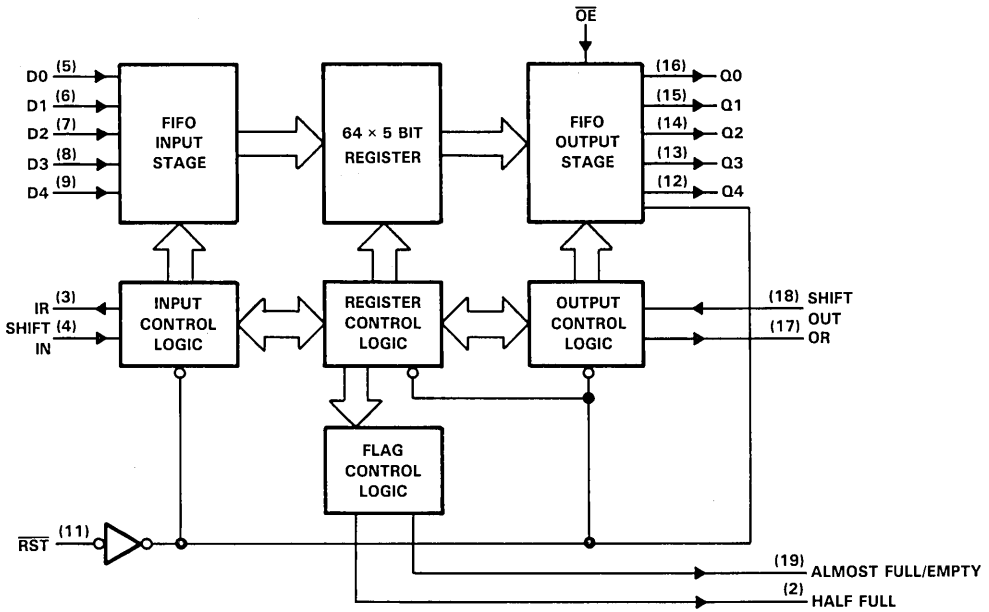 OE
D0 (5)
D1 (6)
D2 (7)
D3 (8)
D4 (9)
FIFO
INPUT
STAGE
64 × 5 BIT
REGISTER
FIFO
OUTPUT
STAGE
(16) Q0
(15) Q1
(14) Q2
(13) Q3
(12) Q4
IR (3)
SHIFT (4)
IN
INPUT
CONTROL
LOGIC
REGISTER
CONTROL
LOGIC
OUTPUT
CONTROL
LOGIC
(18) SHIFT
OUT
(17) OR
FLAG
CONTROL
LOGIC
RST (11)
(19) ALMOST FULL/EMPTY
(2) HALF FULL